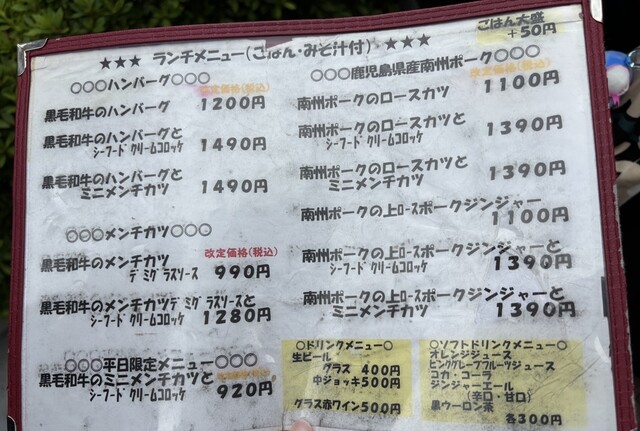 ごはん大盛
+50円
★★★ ランチメニュー(ごはん・みそ汁付) ★★★
○○○ハンバーグ○○○
改定価格(税込)
黒毛和牛のハンバーグ 1200円
黒毛和牛のハンバーグと
シーフードクリームコロッケ 1490円
黒毛和牛のハンバーグと
ミニメンチカツ 1490円
○○○メンチカツ○○○
改定価格(税込)
黒毛和牛のメンチカツ
デミグラスソース 990円
黒毛和牛のメンチカツデミグラスソースと
シーフードクリームコロッケ 1280円
○○○平日限定メニュー○○○
黒毛和牛のミニメンチカツと
シーフードクリームコロッケ 920円
○○○鹿児島県産南州ポーク○○○
改定価格(税込)
南州ポークのロースカツ 1100円
南州ポークのロースカツと
シーフードクリームコロッケ 1390円
南州ポークのロースカツと
ミニメンチカツ 1390円
南州ポークの上ロースポークジンジャー
1100円
南州ポークの上ロースポークジンジャーと
シーフードクリームコロッケ 1390円
南州ポークの上ロースポークジンジャーと
ミニメンチカツ 1390円
○ドリンクメニュー○
生ビール
グラス 400円
中ジョッキ500円
グラス赤ワイン500円
○ソフトドリンクメニュー○
オレンジジュース
ピンクグレープフルーツジュース
コカ・コーラ
ジンジャーエール
(辛口・甘口)
黒ウーロン茶
各300円